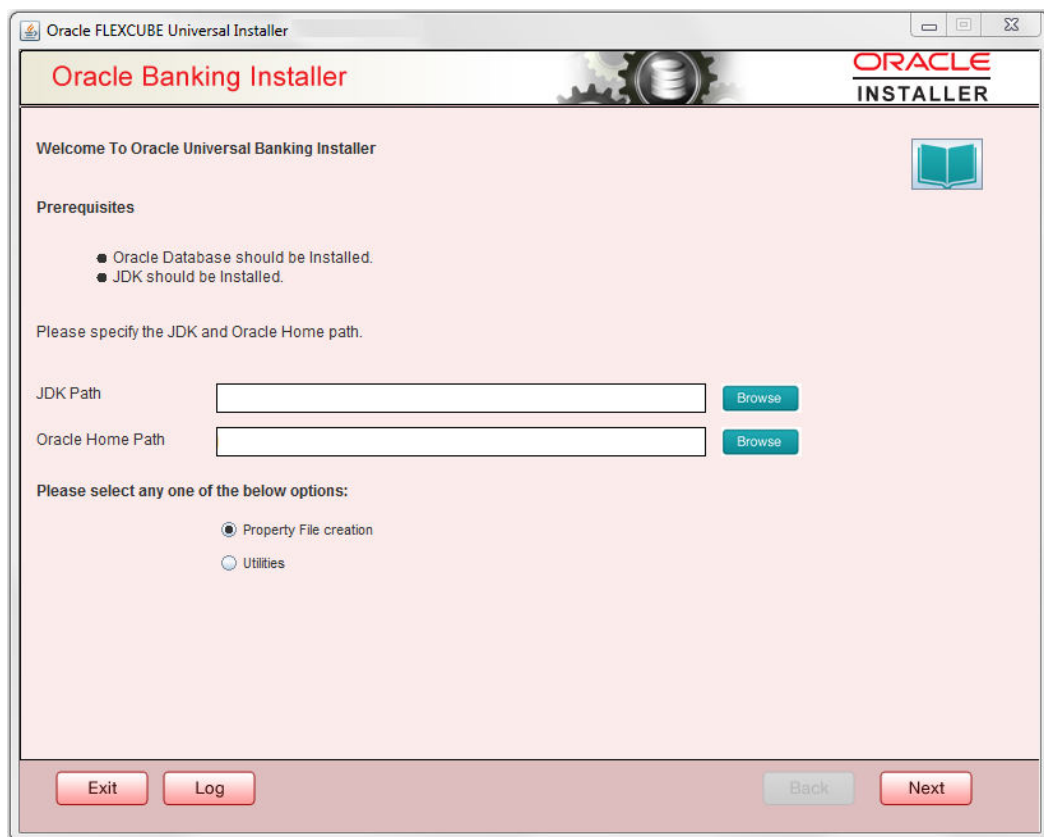 Oracle FLEXCUBE Universal Installer
Oracle Banking Installer
ORACLE
INSTALLER
Welcome To Oracle Universal Banking Installer
Prerequisites
Oracle Database should be Installed.
JDK should be Installed.
Please specify the JDK and Oracle Home path.
JDK Path
Browse
Oracle Home Path
Browse
Please select any one of the below options:
Property File creation
Utilities
Exit
Log
Back
Next